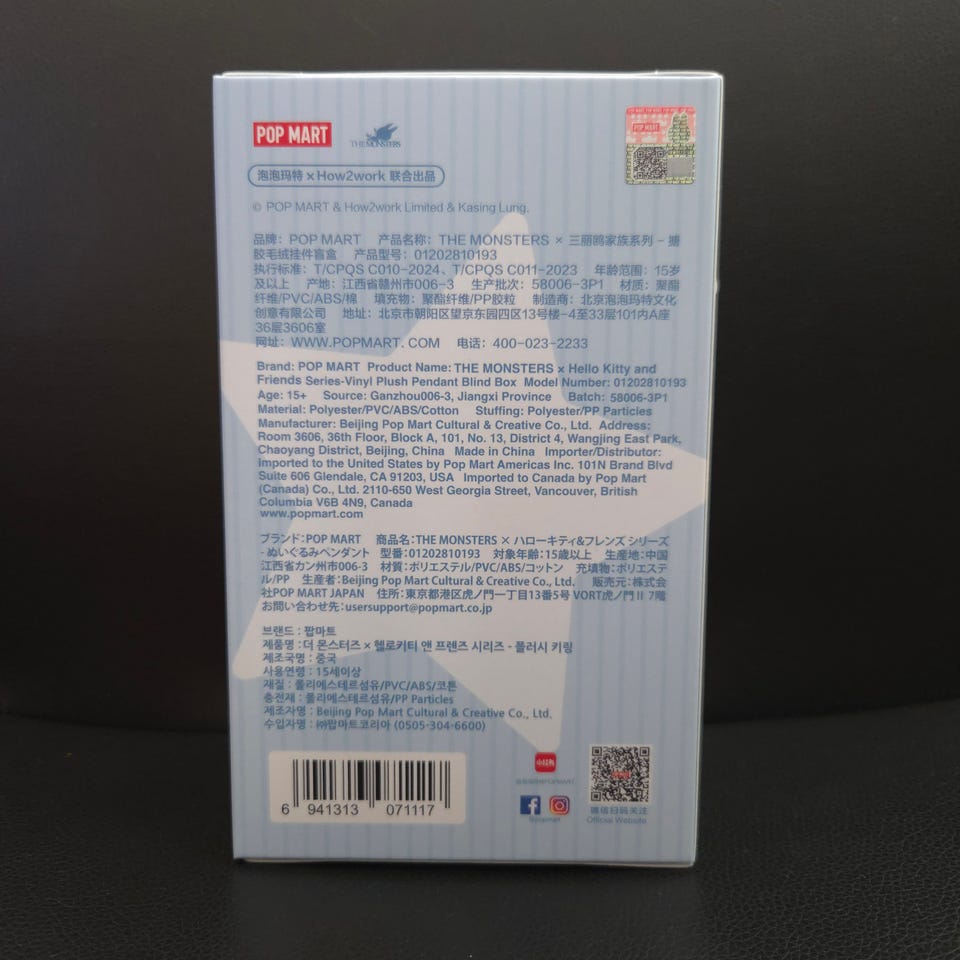 POP MART
THE MONSTERS
POP MART
泡泡玛特×How2work 联合出品
© POP MART & How2work Limited & Kasing Lung.
品牌：POP MART 产品名称：THE MONSTERS × 三丽鸥家族系列－搪
胶毛绒挂件盲盒 产品型号：01202810193
执行标准：T/CPQS C010-2024、T/CPQS C011-2023 年龄范围：15岁
及以上 产地：江西省赣州市006-3 生产批次：58006-3P1 材质：聚酯
纤维/PVC/ABS/棉 填充物：聚酯纤维/PP胶粒 制造商：北京泡泡玛特文化
创意有限公司 地址：北京市朝阳区望京东园四区13号楼-4至33层101内A座
36层3606室
网址：WWW.POPMART.COM 电话：400-023-2233
Brand: POP MART Product Name: THE MONSTERS × Hello Kitty and
Friends Series-Vinyl Plush Pendant Blind Box Model Number: 01202810193
Age: 15+ Source: Ganzhou006-3, Jiangxi Province Batch: 58006-3P1
Material: Polyester/PVC/ABS/Cotton Stuffing: Polyester/PP Particles
Manufacturer: Beijing Pop Mart Cultural & Creative Co., Ltd. Address:
Room 3606, 36th Floor, Block A, 101, No. 13, District 4, Wangjing East Park,
Chaoyang District, Beijing, China Made in China Importer/Distributor:
Imported to the United States by Pop Mart Americas Inc. 101N Brand Blvd
Suite 606 Glendale, CA 91203, USA Imported to Canada by Pop Mart
(Canada) Co., Ltd. 2110-650 West Georgia Street, Vancouver, British
Columbia V6B 4N9, Canada
www.popmart.com
ブランド:POP MART 商品名:THE MONSTERS × ハローキティ&フレンズ シリーズ
- ぬいぐるみペンダント 型番:01202810193 対象年齢:15歳以上 生産地:中国
江西省カン州市006-3 材質:ポリエステル/PVC/ABS/コットン 充填物:ポリエステ
ル/PP 生産者:Beijing Pop Mart Cultural & Creative Co., Ltd. 販売元:株式会
社POP MART JAPAN 住所:東京都港区虎ノ門一丁目13番5号 VORT虎ノ門Ⅱ 7階
お問い合わせ先:usersupport@popmart.co.jp
브랜드 : 팝마트
제품명 : 더 몬스터즈 × 헬로키티 앤 프렌즈 시리즈 - 플러시 키링
제조국명 : 중국
사용연령 : 15세이상
재질 : 폴리에스테르섬유/PVC/ABS/코튼
충전재 : 폴리에스테르섬유/PP Particles
제조자명 : Beijing Pop Mart Cultural & Creative Co., Ltd.
수입자명 : ㈜팝마트코리아 (0505-304-6600)
6 941313 071117
小红书
@popmart
微信扫码关注
Official Website